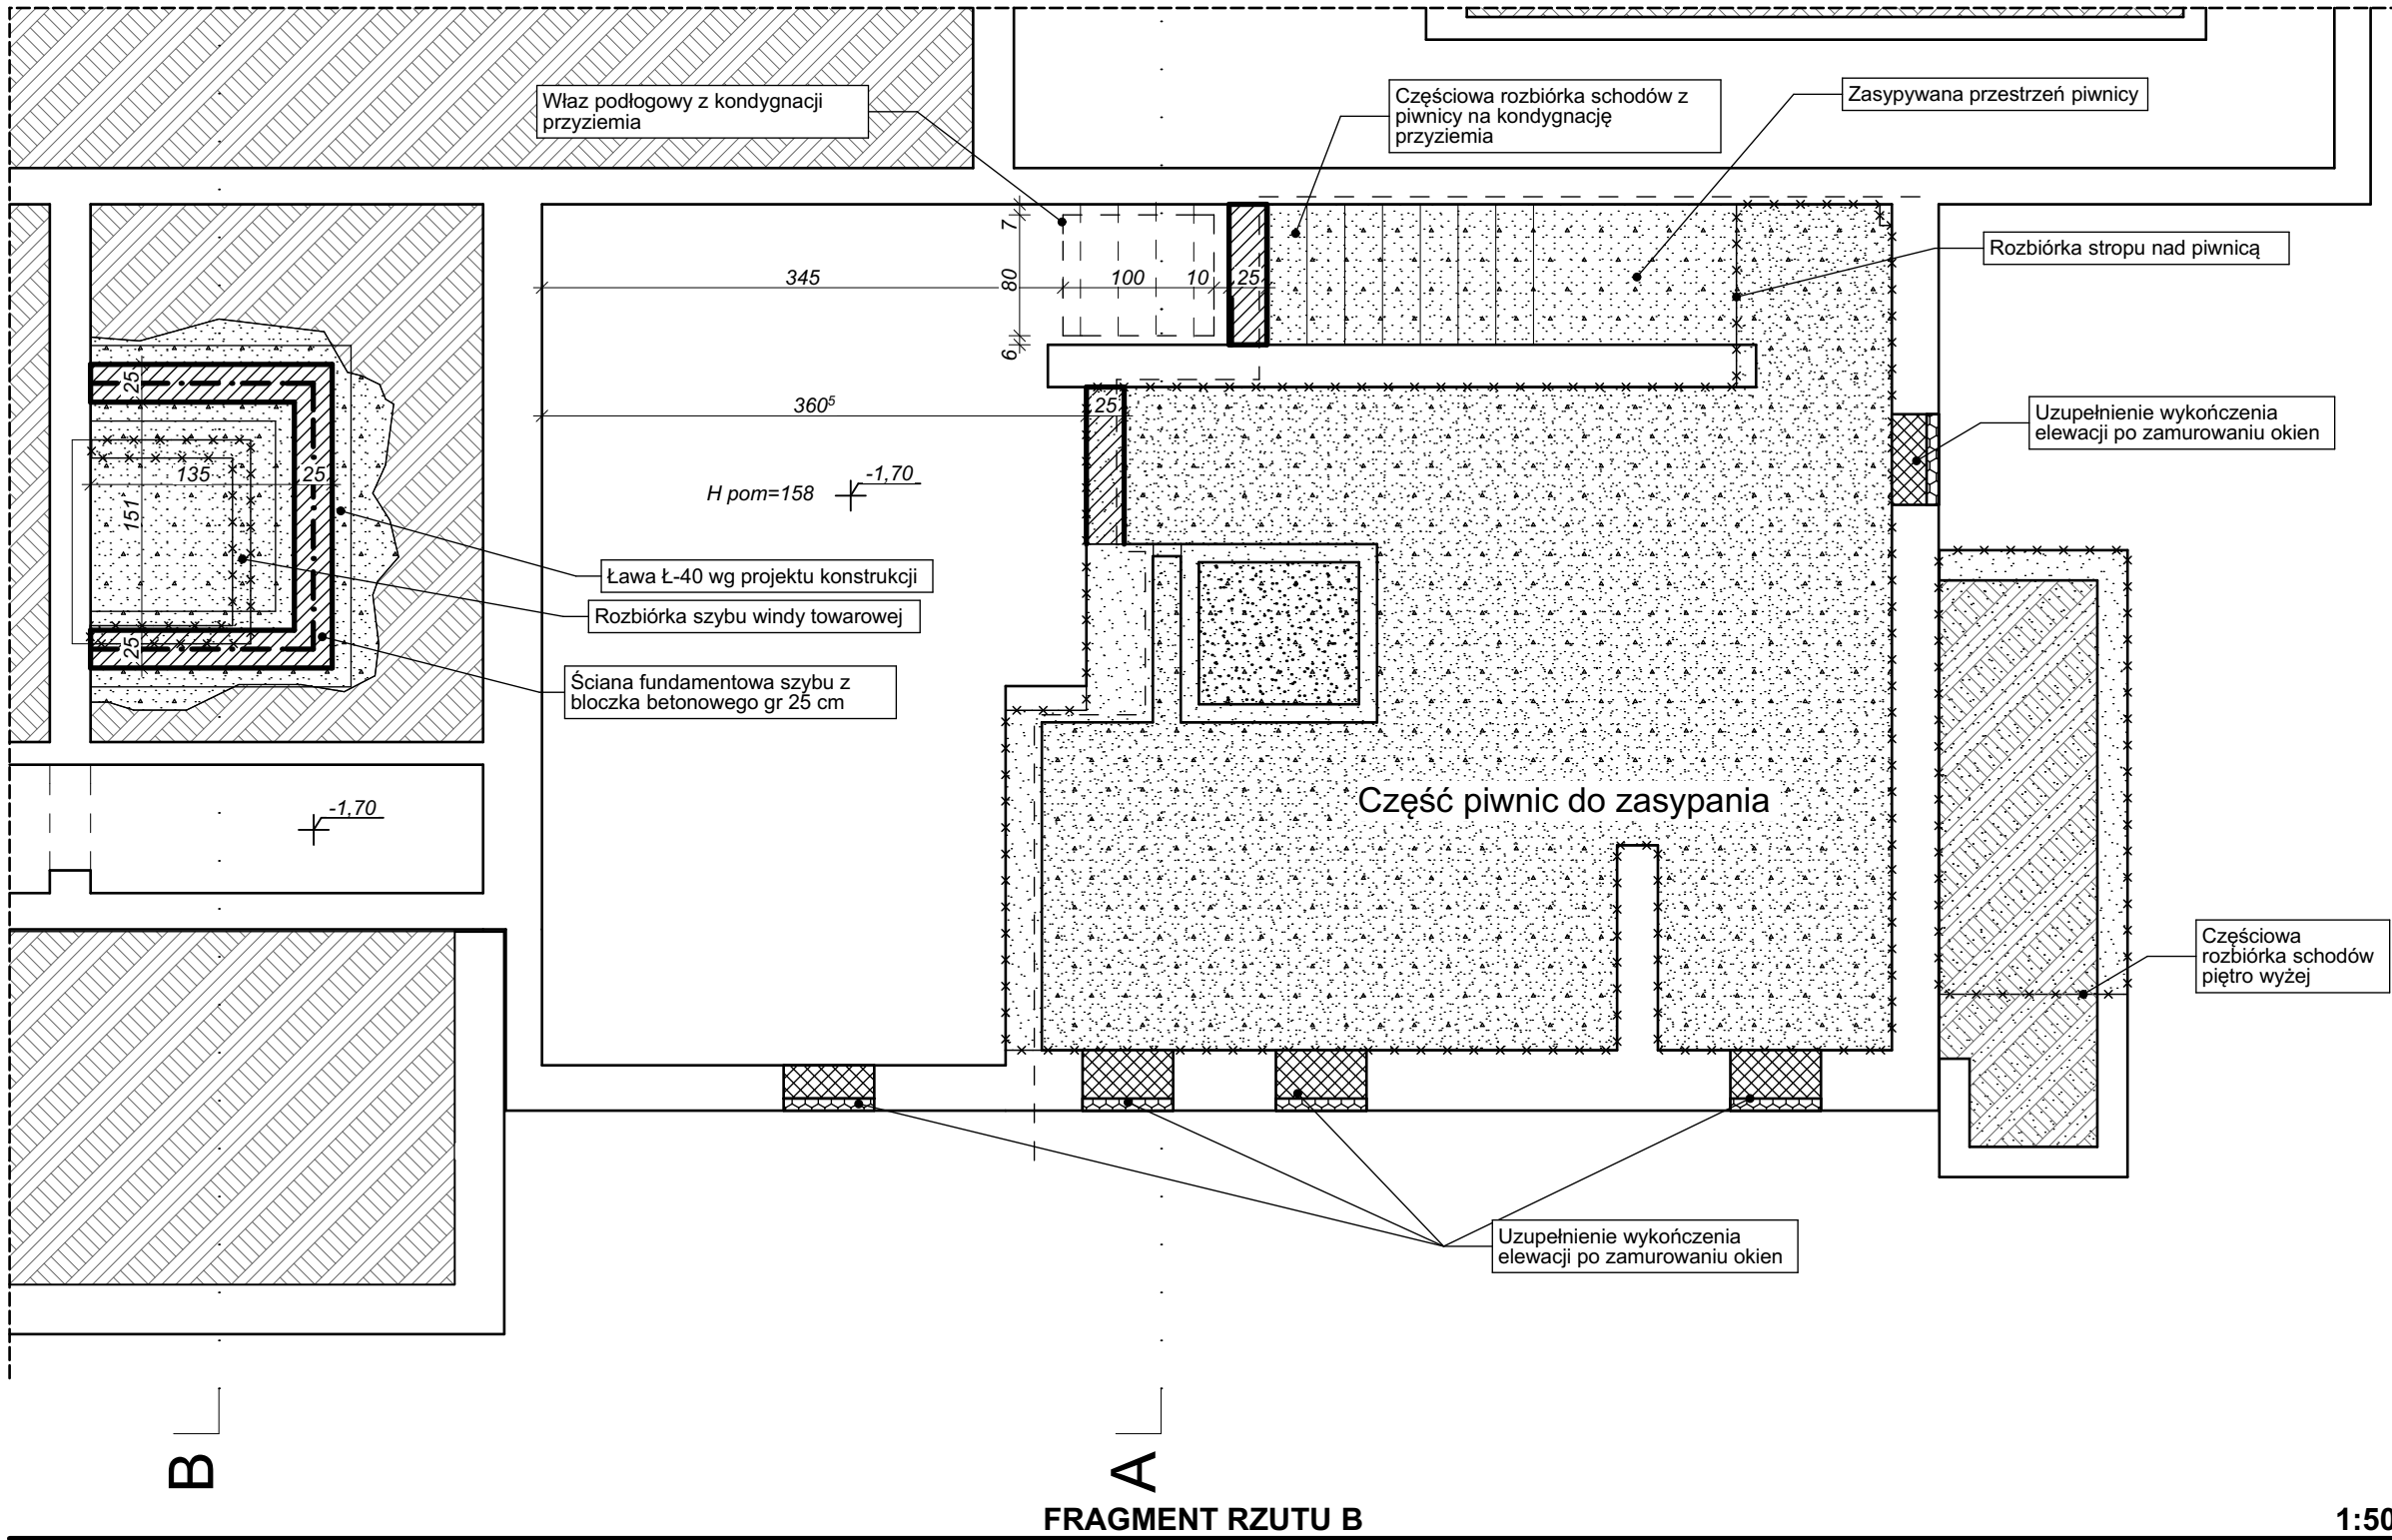 Właz podłogowy z kondygnacji
przyziemia
Częściowa rozbiórka schodów z
piwnicy na kondygnację
przyziemia
Zasypywana przestrzeń piwnicy
Rozbiórka stropu nad piwnicą
7
80
6
345
100
10
25
360⁵
25
Uzupełnienie wykończenia
elewacji po zamurowaniu okien
25
135
25
151
25
H pom=158
-1,70
Ława Ł-40 wg projektu konstrukcji
Rozbiórka szybu windy towarowej
Ściana fundamentowa szybu z
bloczka betonowego gr 25 cm
Część piwnic do zasypania
-1,70
Częściowa
rozbiórka schodów
piętro wyżej
Uzupełnienie wykończenia
elewacji po zamurowaniu okien
B
A
FRAGMENT RZUTU B
1:50